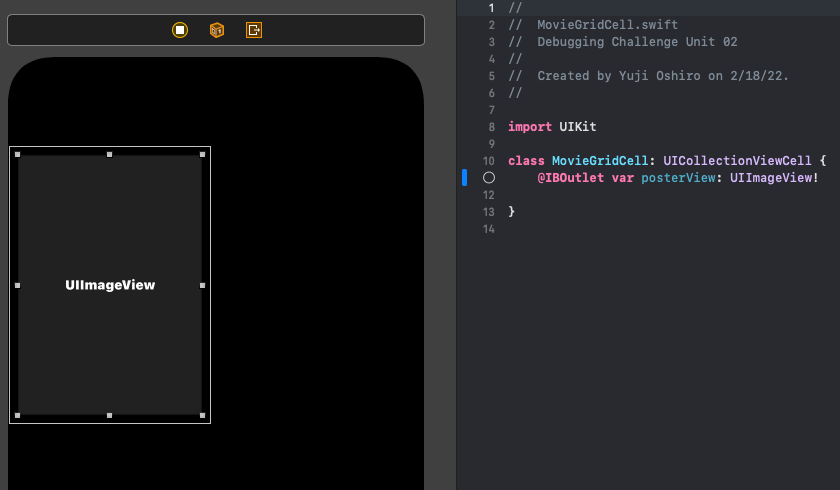 UIImageView
1 //
2 //  MovieGridCell.swift
3 //  Debugging Challenge Unit 02
4 //
5 //  Created by Yuji Oshiro on 2/18/22.
6 //
7
8 import UIKit
9
10 class MovieGridCell: UICollectionViewCell {
@IBOutlet var posterView: UIImageView!
12
13 }
14